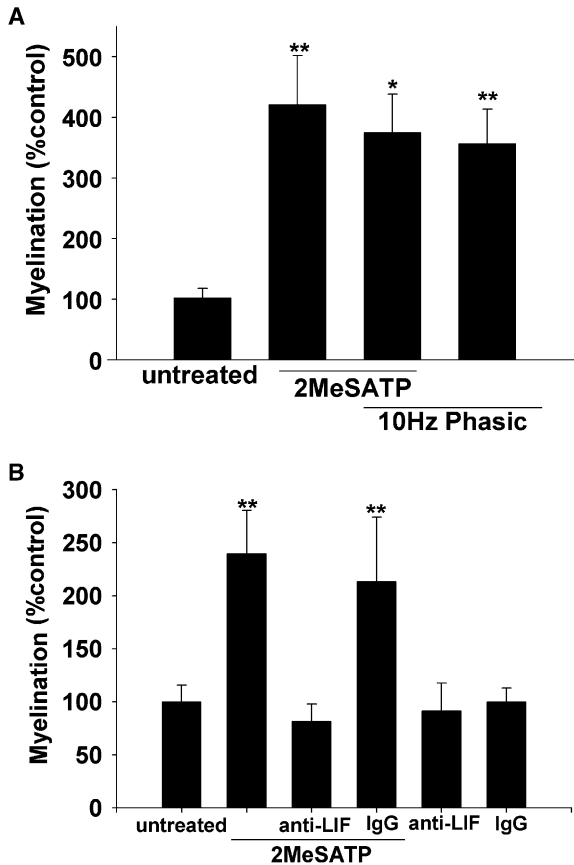 A
Myelination (%control)
500
400
300
200
100
0
**
*
**
untreated
2MeSATP
10Hz Phasic
B
Myelination (%control)
300
250
200
150
100
50
0
**
**
untreated anti-LIF IgG anti-LIF IgG
2MeSATP